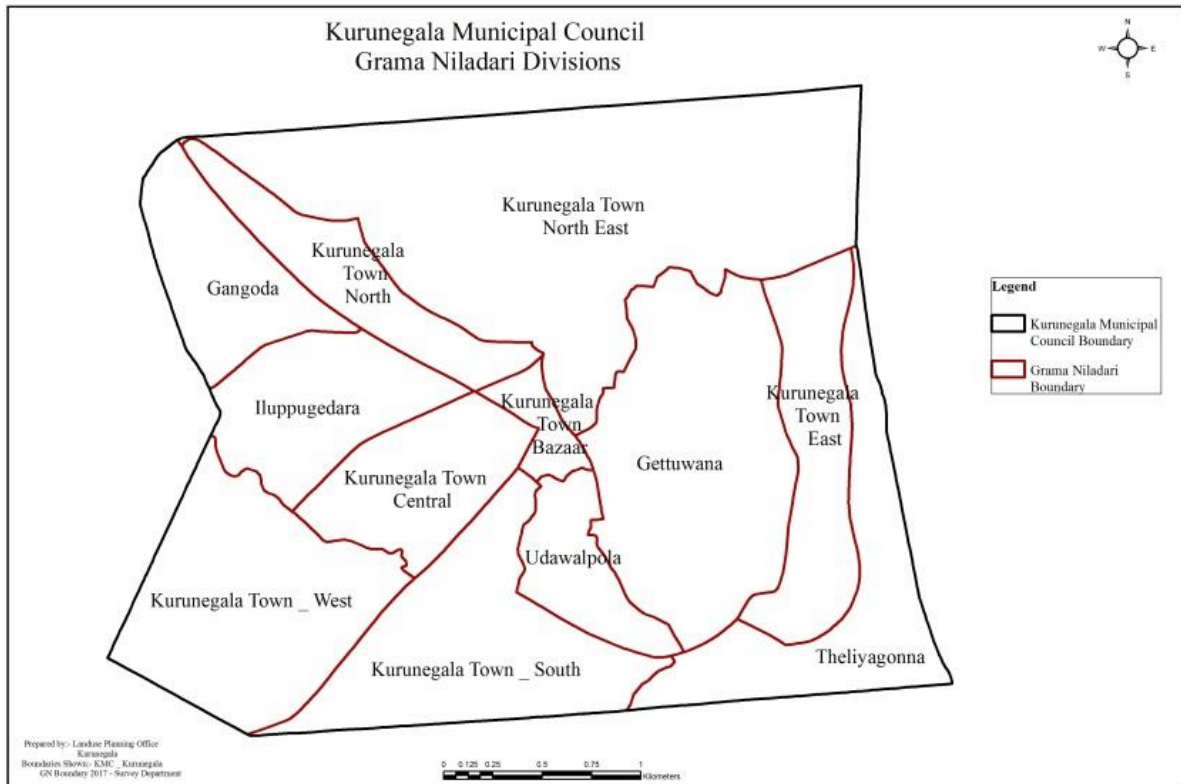 Kurunegala Municipal Council
Grama Niladari Divisions
N
W
E
S
Kurunegala Town
North East
Kurunegala
Town
North
Gangoda
Legend
Kurunegala Municipal
Council Boundary
Grama Niladari
Boundary
Iluppugedara
Kurunegala
Town
Bazaar
Kurunegala
Town
East
Gettuwana
Kurunegala Town
Central
Udawalpola
Kurunegala Town _ West
Kurunegala Town _ South
Theliyagonna
Prepared by:- Landuse Planning Office
Kurunegala
Boundaries Shown:- KMC _ Kurunegala
GN Boundary 2017 - Survey Department
0 0.125 0.25 0.5 0.75 1
Kilometers